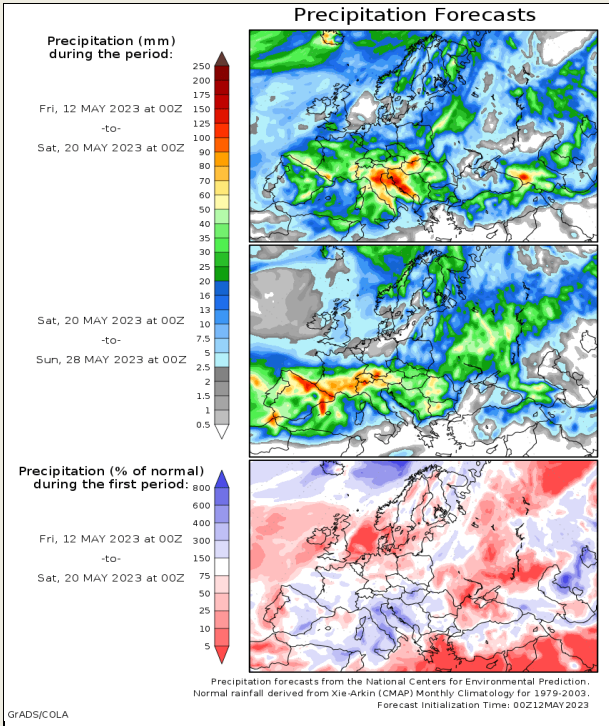 Precipitation Forecasts
Precipitation (mm)
during the period:
Fri, 12 MAY 2023 at 00Z
-to-
Sat, 20 MAY 2023 at 00Z
250
200
175
150
125
100
90
80
70
60
50
40
35
30
25
20
16
13
10
7.5
5
2.5
2
1.5
1
0.5
Sat, 20 MAY 2023 at 00Z
-to-
Sun, 28 MAY 2023 at 00Z
Precipitation (% of normal)
during the first period:
Fri, 12 MAY 2023 at 00Z
-to-
Sat, 20 MAY 2023 at 00Z
800
600
400
300
150
75
50
25
10
5
Precipitation forecasts from the National Centers for Environmental Prediction.
Normal rainfall derived from Xie-Arkin (CMAP) Monthly Climatology for 1979-2003.
Forecast Initialization Time: 00Z12MAY2023
GrADS/COLA